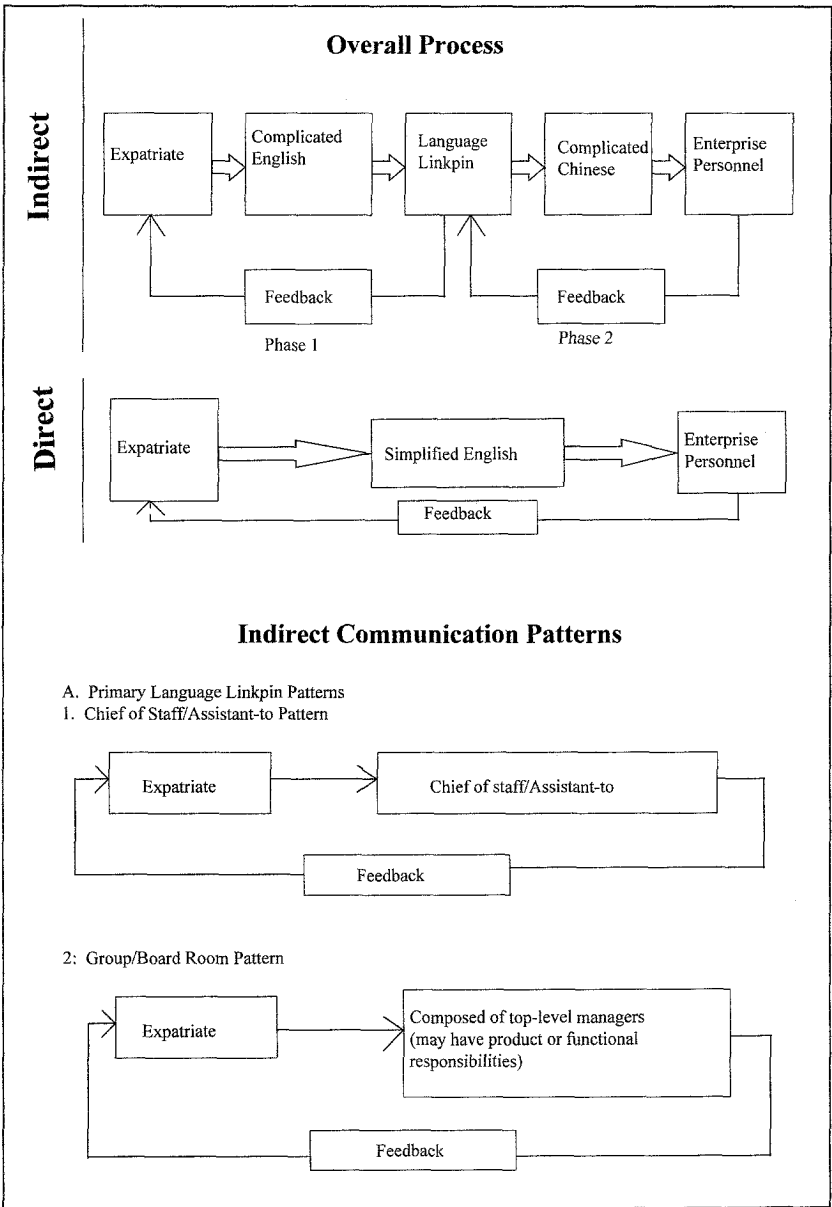 Overall Process
Indirect
Expatriate
Complicated
English
Language
Linkpin
Complicated
Chinese
Enterprise
Personnel
Feedback
Feedback
Phase 1
Phase 2
Direct
Expatriate
Simplified English
Enterprise
Personnel
Feedback
Indirect Communication Patterns
A. Primary Language Linkpin Patterns
1. Chief of Staff/Assistant-to Pattern
Expatriate
Chief of staff/Assistant-to
Feedback
2: Group/Board Room Pattern
Expatriate
Composed of top-level managers
(may have product or functional
responsibilities)
Feedback